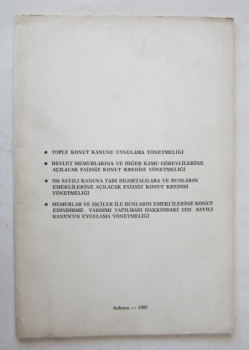 • TOPLU KONUT KANUNU UYGULAMA YÖNETMELİĞİ
• DEVLET MEMURLARINA VE DİĞER KAMU GÖREVLİLERİNE
AÇILACAK FAİZSİZ KONUT KREDİSİ YÖNETMELİĞİ
• 506 SAYILI KANUNA TABİ SİGORTALILARA VE BUNLARIN
EMEKLİLERİNE AÇILACAK FAİZSİZ KONUT KREDİSİ
YÖNETMELİĞİ
• MEMURLAR VE İŞÇİLER İLE BUNLARIN EMEKLİLERİNE KONUT
EDİNDİRME YARDIMI YAPILMASI HAKKINDAKİ 3320 SAYILI
KANUN'UN UYGULAMA YÖNETMELİĞİ
Ankara — 1987